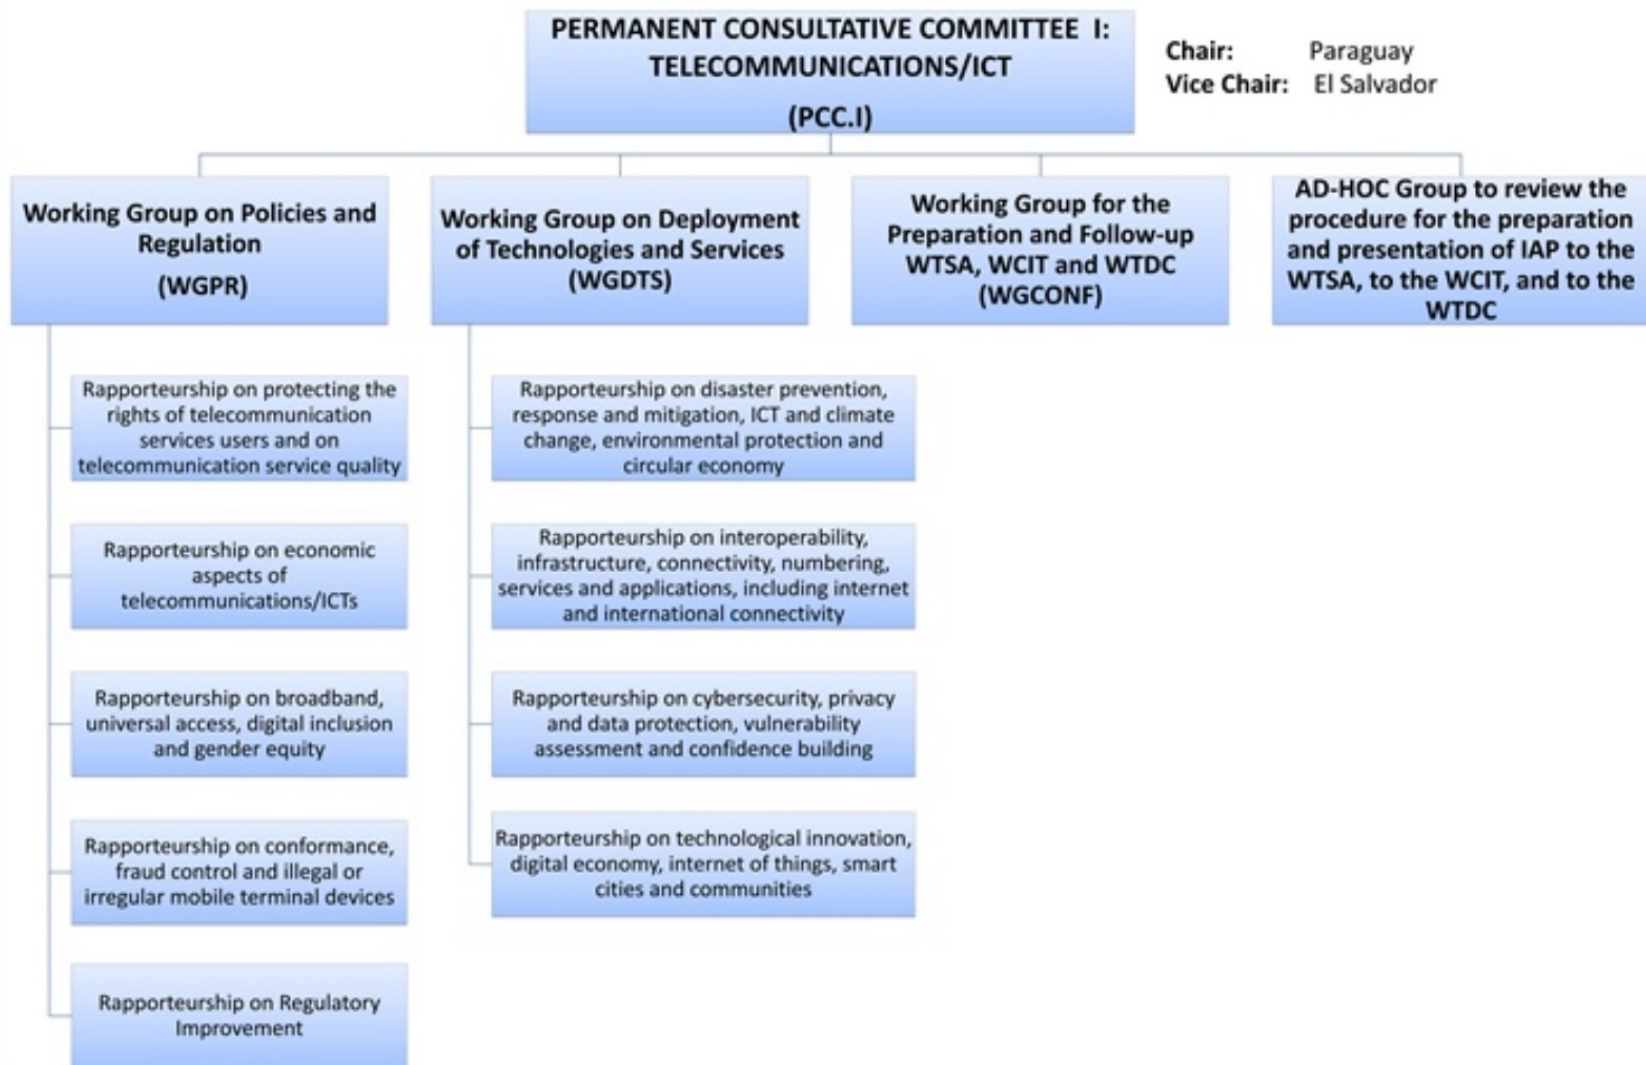 PERMANENT CONSULTATIVE COMMITTEE I:
TELECOMMUNICATIONS/ICT
(PCC.I)
Chair: Paraguay
Vice Chair: El Salvador
Working Group on Policies and
Regulation
(WGPR)
Working Group on Deployment
of Technologies and Services
(WGDTS)
Working Group for the
Preparation and Follow-up
WTSA, WCIT and WTDC
(WGCONF)
AD-HOC Group to review the
procedure for the preparation
and presentation of IAP to the
WTSA, to the WCIT, and to the
WTDC
Rapporteurship on protecting the
rights of telecommunication
services users and on
telecommunication service quality
Rapporteurship on economic
aspects of
telecommunications/ICTs
Rapporteurship on broadband,
universal access, digital inclusion
and gender equity
Rapporteurship on conformance,
fraud control and illegal or
irregular mobile terminal devices
Rapporteurship on Regulatory
Improvement
Rapporteurship on disaster prevention,
response and mitigation, ICT and climate
change, environmental protection and
circular economy
Rapporteurship on interoperability,
infrastructure, connectivity, numbering,
services and applications, including internet
and international connectivity
Rapporteurship on cybersecurity, privacy
and data protection, vulnerability
assessment and confidence building
Rapporteurship on technological innovation,
digital economy, internet of things, smart
cities and communities